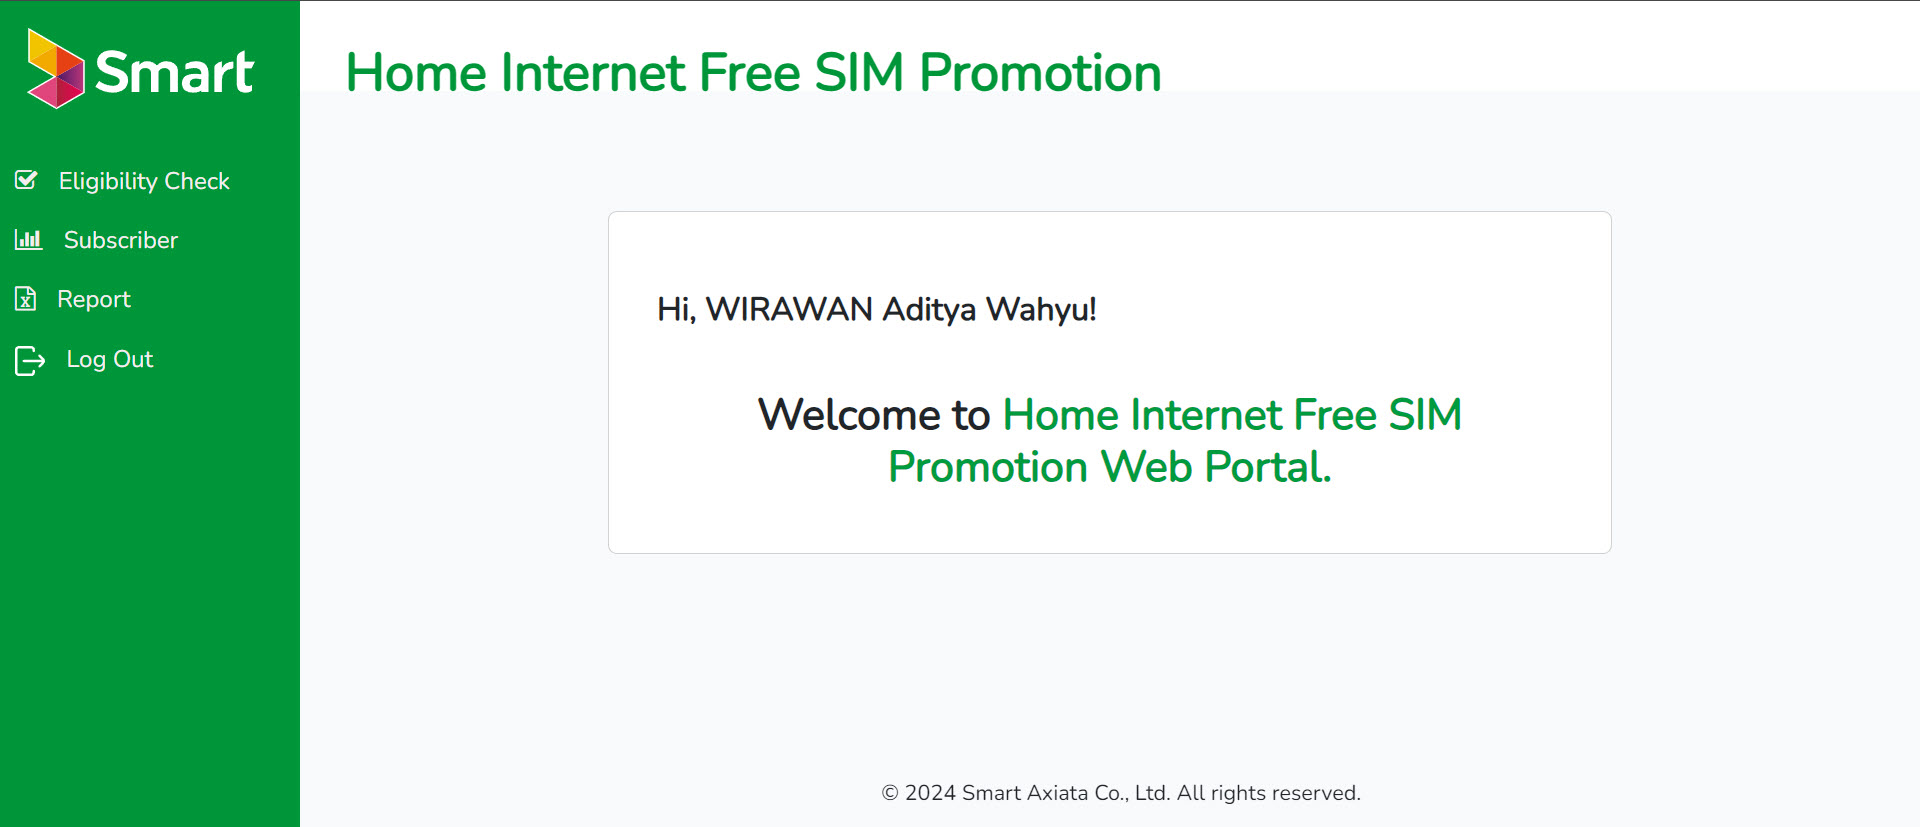 Smart
Eligibility Check
Subscriber
Report
Log Out
Home Internet Free SIM Promotion
Hi, WIRAWAN Aditya Wahyu!
Welcome to Home Internet Free SIM
Promotion Web Portal.
© 2024 Smart Axiata Co., Ltd. All rights reserved.